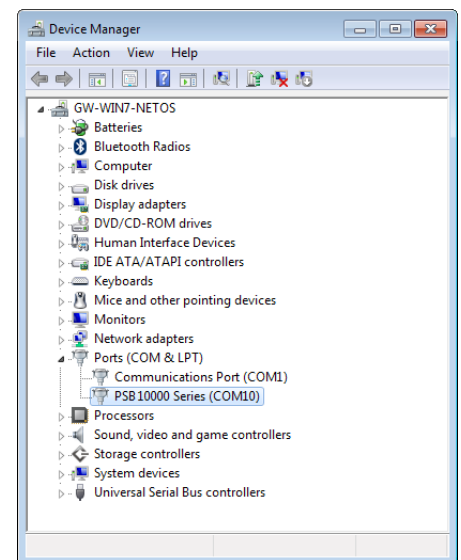 Device Manager
File Action View Help
GW-WIN7-NETOS
Batteries
Bluetooth Radios
Computer
Disk drives
Display adapters
DVD/CD-ROM drives
Human Interface Devices
IDE ATA/ATAPI controllers
Keyboards
Mice and other pointing devices
Monitors
Network adapters
Ports (COM & LPT)
Communications Port (COM1)
PSB10000 Series (COM10)
Processors
Sound, video and game controllers
Storage controllers
System devices
Universal Serial Bus controllers